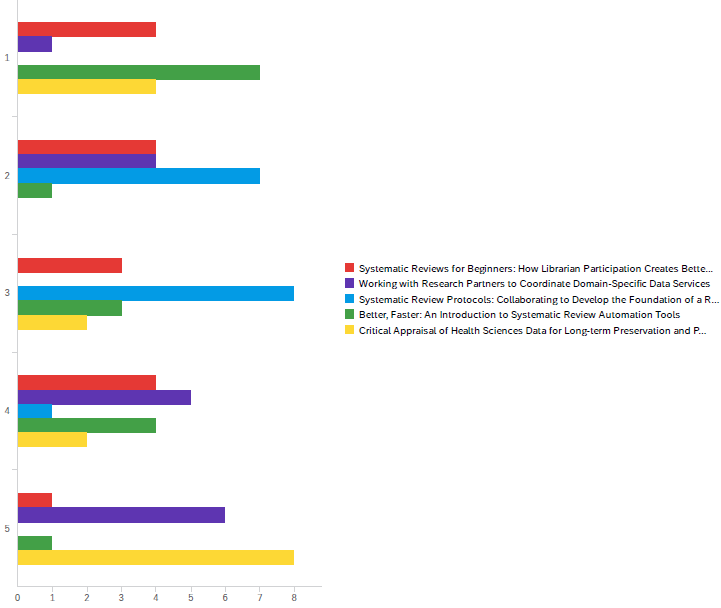 1
2
3
4
5
0 1 2 3 4 5 6 7 8
Systematic Reviews for Beginners: How Librarian Participation Creates Bette...
Working with Research Partners to Coordinate Domain-Specific Data Services
Systematic Review Protocols: Collaborating to Develop the Foundation of a R...
Better, Faster: An Introduction to Systematic Review Automation Tools
Critical Appraisal of Health Sciences Data for Long-term Preservation and P...